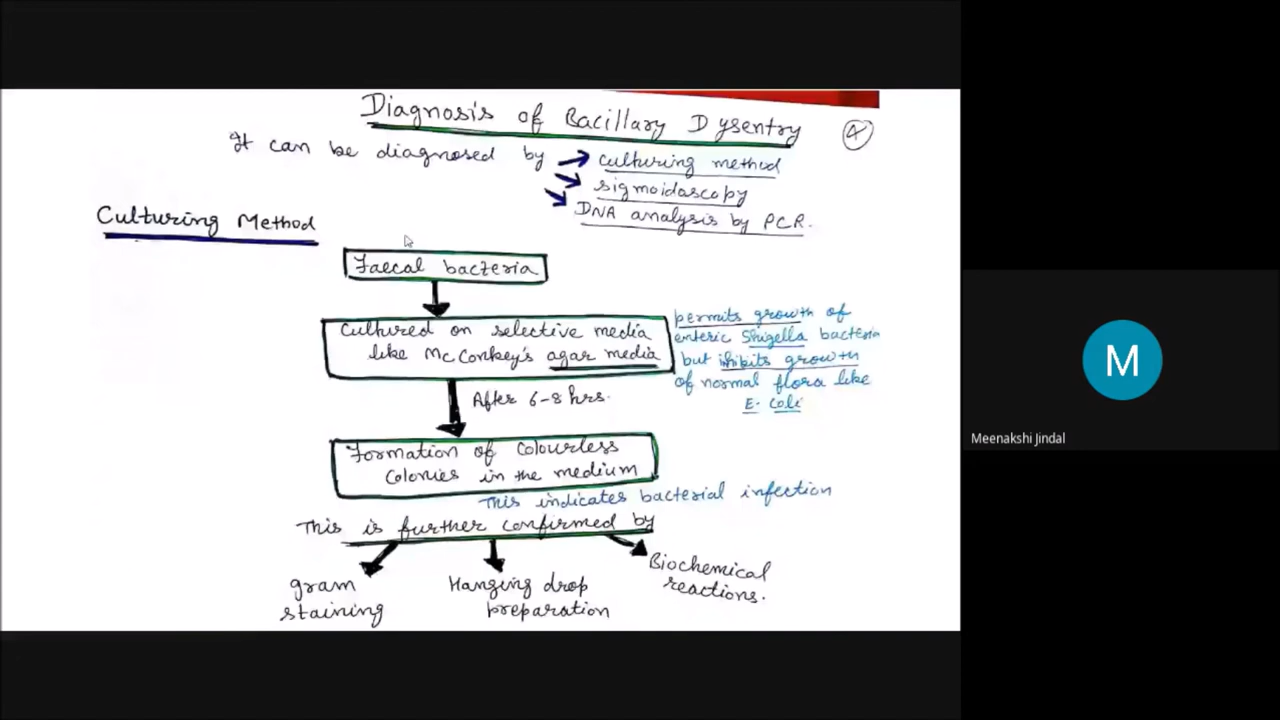 Diagnosis of Bacillary Dysentry
4
It can be diagnosed by
culturing method
sigmoidoscopy
DNA analysis by PCR.
Culturing Method
Faecal bacteria
Cultured on selective media
like McConkey's agar media
permits growth of
enteric Shigella bacteria
but inhibits growth
of normal flora like
E. Coli
After 6-8 hrs.
Formation of Colourless
Colonies in the medium
This indicates bacterial infection
This is further confirmed by
gram
staining
Hanging drop
preparation
Biochemical
reactions.
M
Meenakshi Jindal